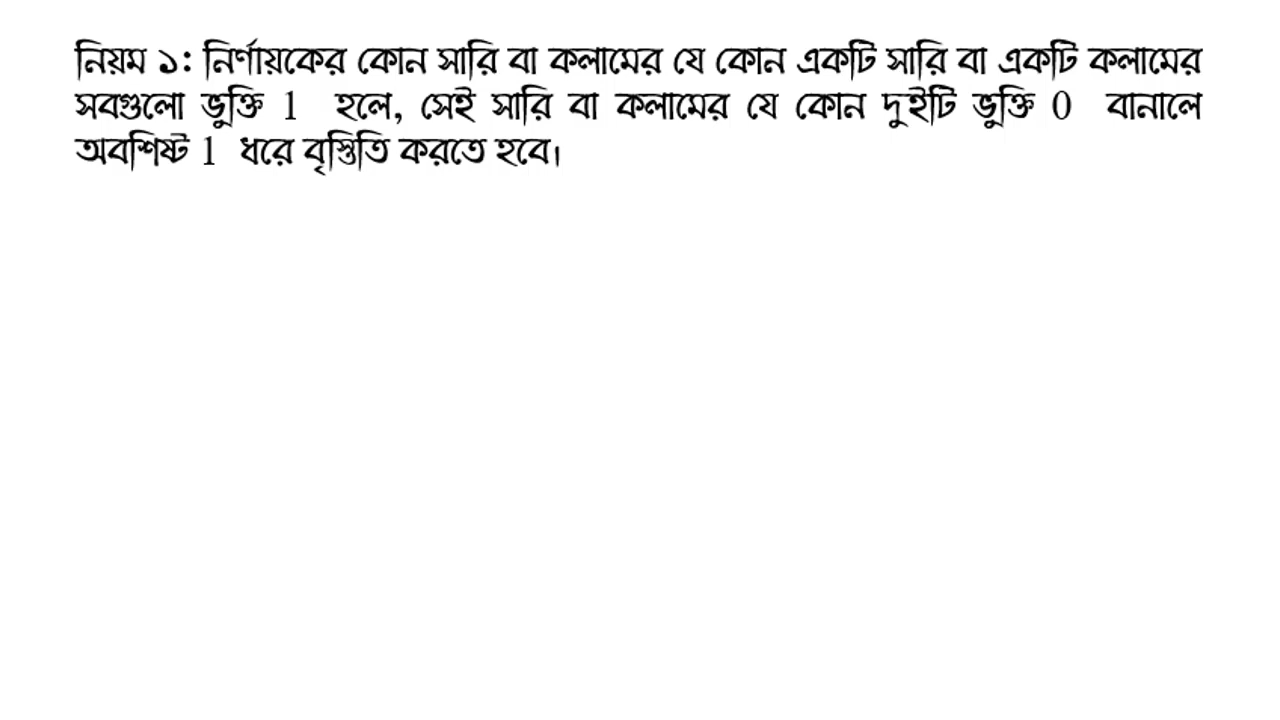 নিয়ম ১: নির্ণায়কের কোন সারি বা কলামের যে কোন একটি সারি বা একটি কলামের
সবগুলো ভুক্তি 1 হলে, সেই সারি বা কলামের যে কোন দুইটি ভুক্তি 0 বানালে
অবশিষ্ট 1 ধরে বৃস্তিতি করতে হবে।